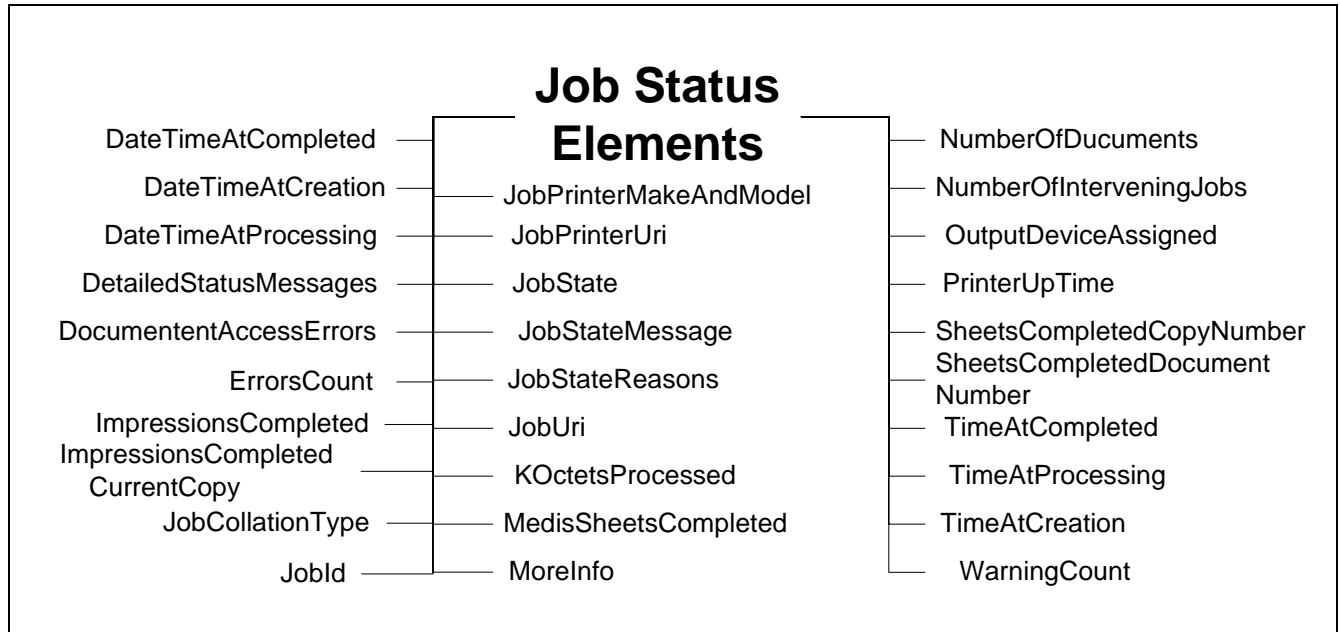 Job Status
Elements
DateTimeAtCompleted
DateTimeAtCreation
DateTimeAtProcessing
DetailedStatusMessages
DocumententAccessErrors
ErrorsCount
ImpressionsCompleted
ImpressionsCompleted
CurrentCopy
JobCollationType
JobId
JobPrinterMakeAndModel
JobPrinterUri
JobState
JobStateMessage
JobStateReasons
JobUri
KOctetsProcessed
MedisSheetsCompleted
MoreInfo
NumberOfDucuments
NumberOfInterveningJobs
OutputDeviceAssigned
PrinterUpTime
SheetsCompletedCopyNumber
SheetsCompletedDocument
Number
TimeAtCompleted
TimeAtProcessing
TimeAtCreation
WarningCount